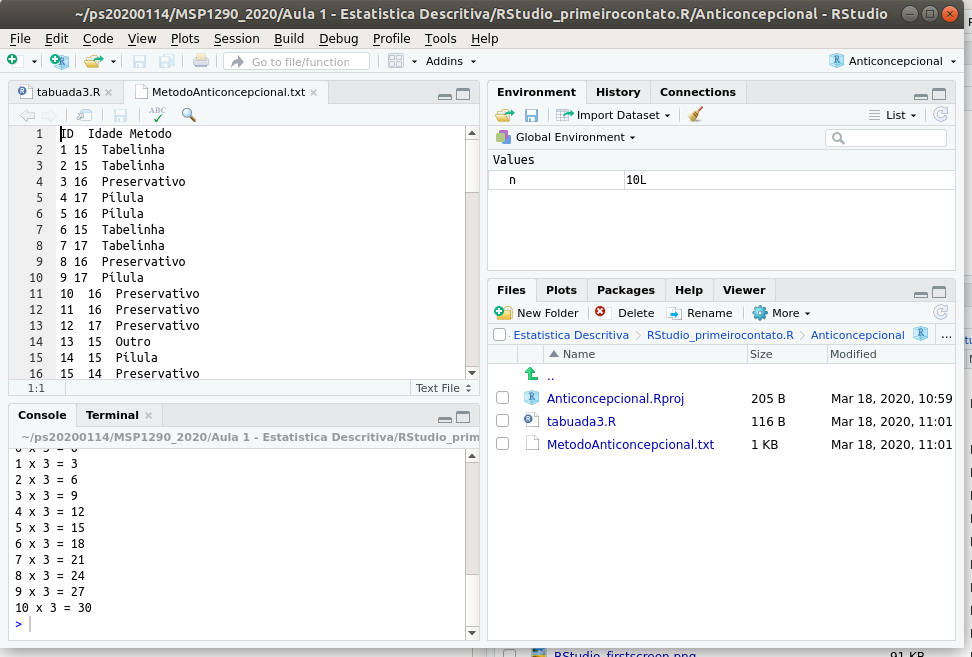 ~/ps20200114/MSP1290_2020/Aula 1 - Estatistica Descritiva/RStudio_primeirocontato.R/Anticoncepcional - RStudio
File Edit Code View Plots Session Build Debug Profile Tools Help
Go to file/function Addins Anticoncepcional
tabuada3.R MetodoAnticoncepcional.txt
ABC
1 ID Idade Metodo
2 1 15 Tabelinha
3 2 15 Tabelinha
4 3 16 Preservativo
5 4 17 Pílula
6 5 16 Pílula
7 6 15 Tabelinha
8 7 17 Tabelinha
9 8 16 Preservativo
10 9 17 Pílula
11 10 16 Preservativo
12 11 16 Preservativo
13 12 17 Preservativo
14 13 15 Outro
15 14 15 Pílula
16 15 14 Preservativo
1:1 Text File
Console Terminal
~/ps20200114/MSP1290_2020/Aula 1 - Estatistica Descritiva/RStudio_prim
0 x 3 = 0
1 x 3 = 3
2 x 3 = 6
3 x 3 = 9
4 x 3 = 12
5 x 3 = 15
6 x 3 = 18
7 x 3 = 21
8 x 3 = 24
9 x 3 = 27
10 x 3 = 30
>
Environment History Connections
Import Dataset List
Global Environment
Values
n 10L
Files Plots Packages Help Viewer
New Folder Delete Rename More
Estatistica Descritiva RStudio_primeirocontato.R Anticoncepcional ...
Name Size Modified
..
Anticoncepcional.Rproj 205 B Mar 18, 2020, 10:59
tabuada3.R 116 B Mar 18, 2020, 11:01
MetodoAnticoncepcional.txt 1 KB Mar 18, 2020, 11:01
RStudio_firstscreen.png 91 KB